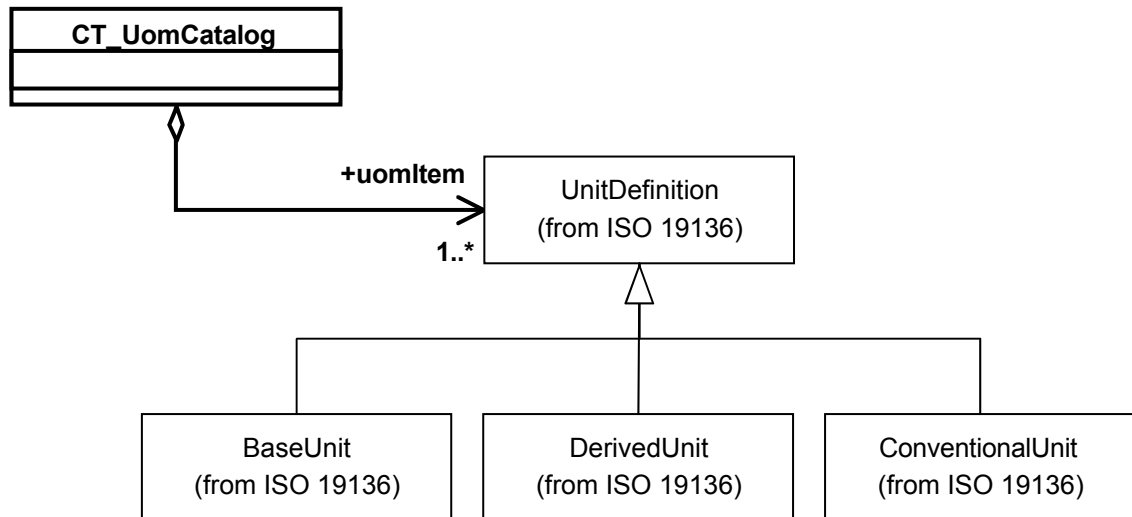 CT_UomCatalog
+uomItem
1..*
UnitDefinition
(from ISO 19136)
BaseUnit
(from ISO 19136)
DerivedUnit
(from ISO 19136)
ConventionalUnit
(from ISO 19136)